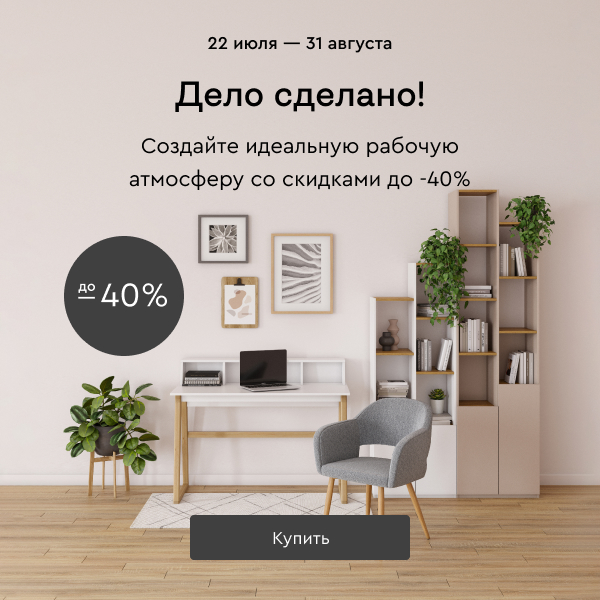 22 июля — 31 августа
Дело сделано!
Создайте идеальную рабочую
атмосферу со скидками до -40%
до 40%
Купить